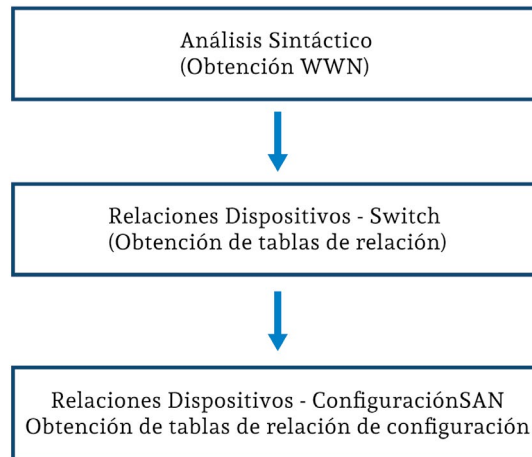 Análisis Sintáctico
(Obtención WWN)
Relaciones Dispositivos - Switch
(Obtención de tablas de relación)
Relaciones Dispositivos - ConfiguraciónSAN
Obtención de tablas de relación de configuración